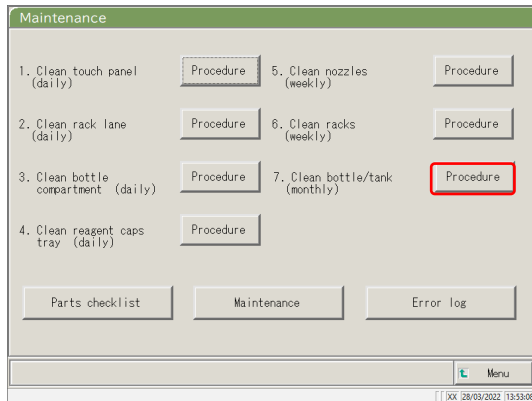 Maintenance
1. Clean touch panel
(daily)
Procedure
5. Clean nozzles
(weekly)
Procedure
2. Clean rack lane
(daily)
Procedure
6. Clean racks
(weekly)
Procedure
3. Clean bottle
compartment (daily)
Procedure
7. Clean bottle/tank
(monthly)
Procedure
4. Clean reagent caps
tray (daily)
Procedure
Parts checklist
Maintenance
Error log
Menu
XX 28/03/2022 13:53:08